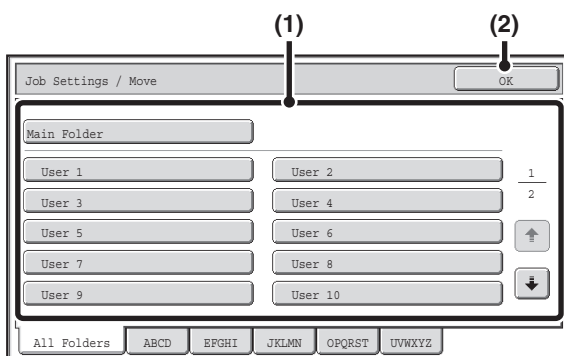 (1) (2)
Job Settings / Move OK
Main Folder
User 1 User 2 1
User 3 User 4 2
User 5 User 6
User 7 User 8
User 9 User 10
All Folders ABCD EFGHI JKLMN OPQRST UVWXYZ